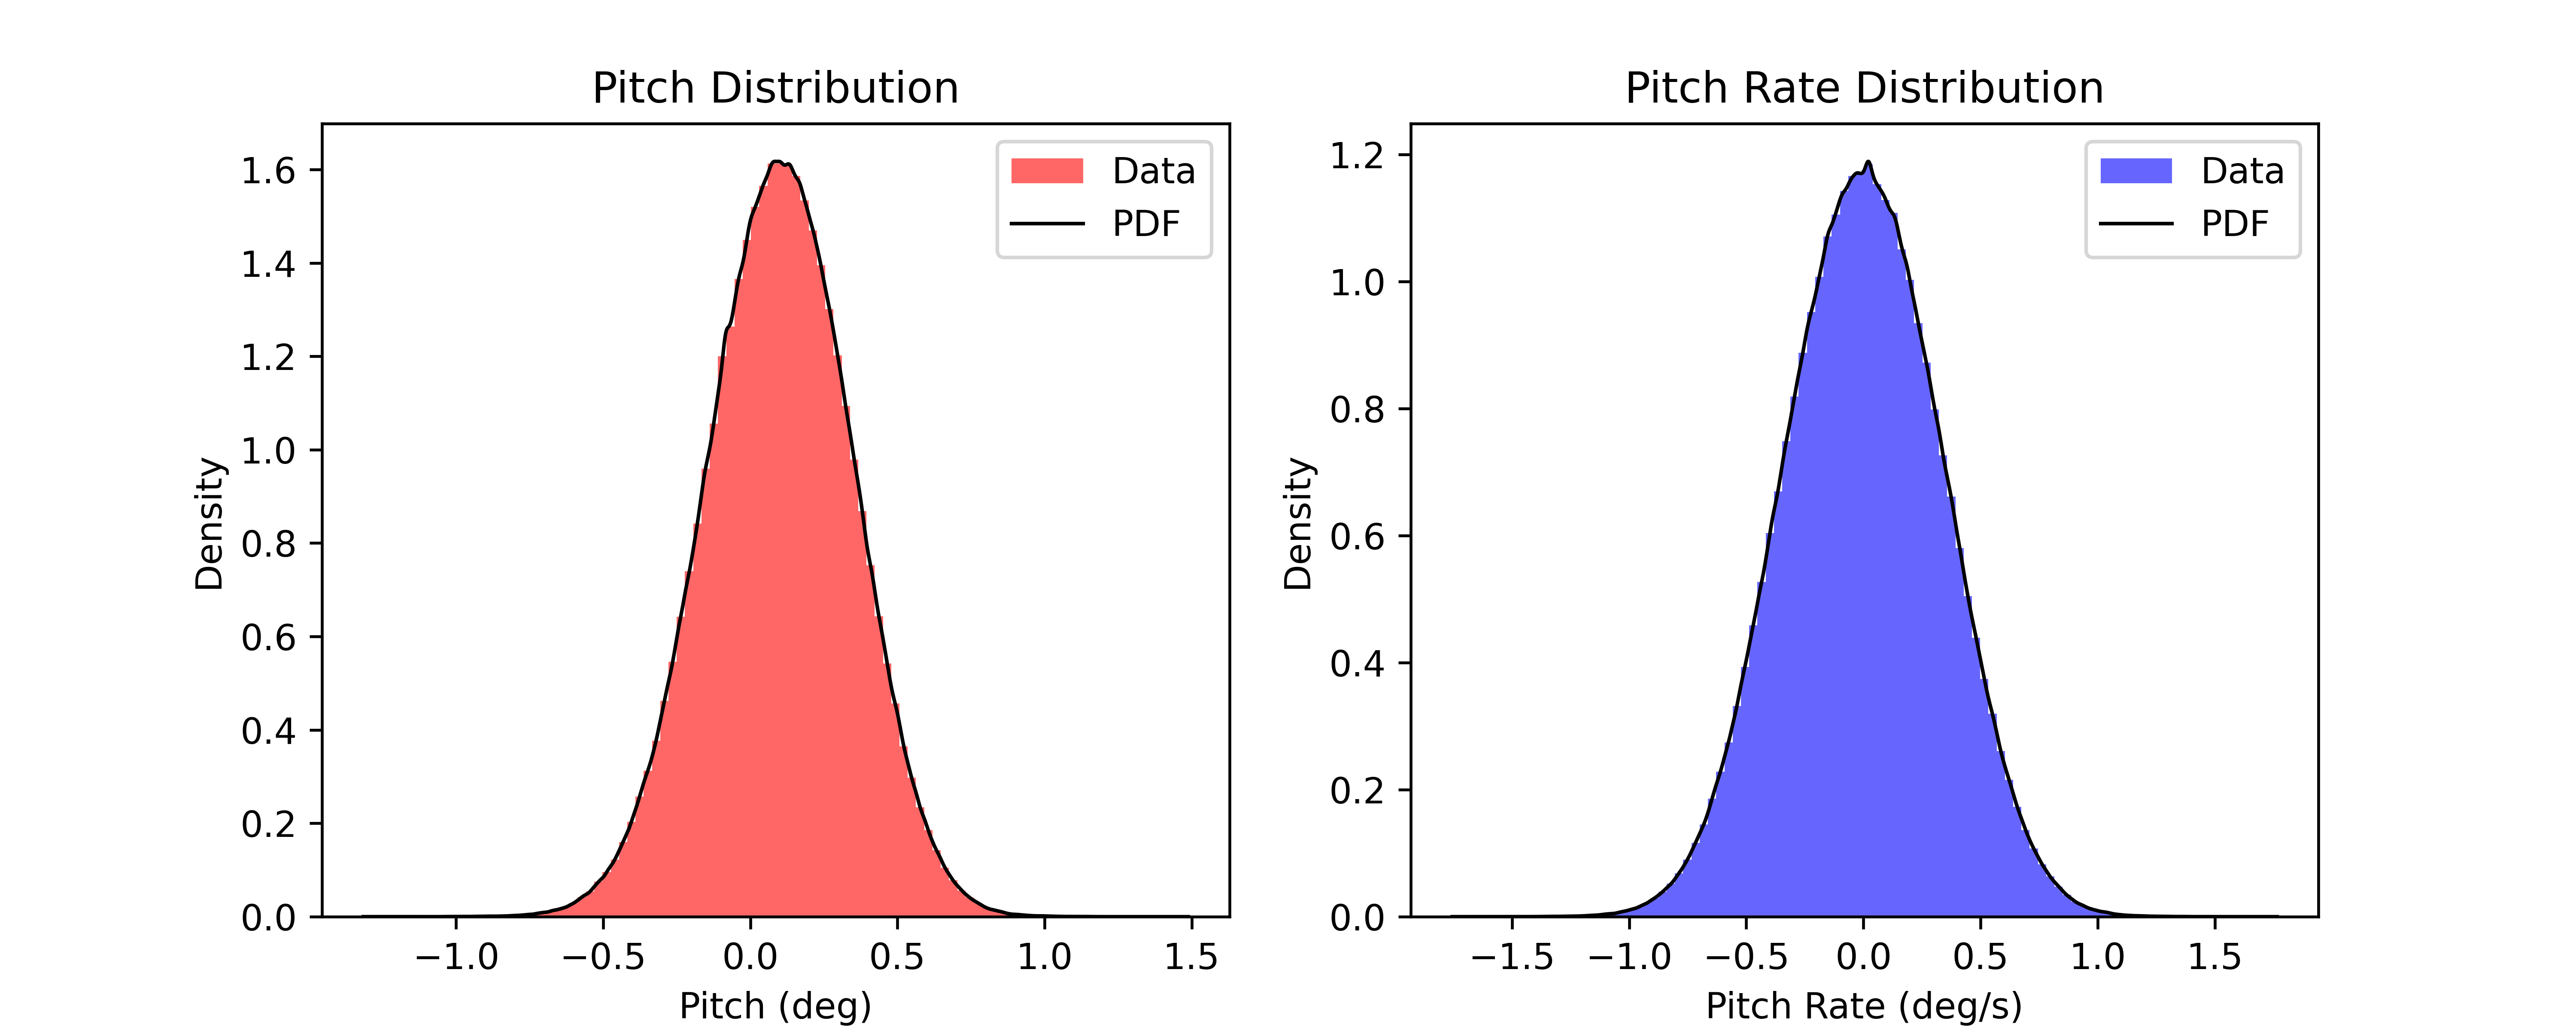 Pitch Distribution
Data
PDF
1.6
1.4
1.2
1.0
0.8
0.6
0.4
0.2
0.0
Density
−1.0 −0.5 0.0 0.5 1.0 1.5
Pitch (deg)
Pitch Rate Distribution
Data
PDF
1.2
1.0
0.8
0.6
0.4
0.2
0.0
Density
−1.5 −1.0 −0.5 0.0 0.5 1.0 1.5
Pitch Rate (deg/s)